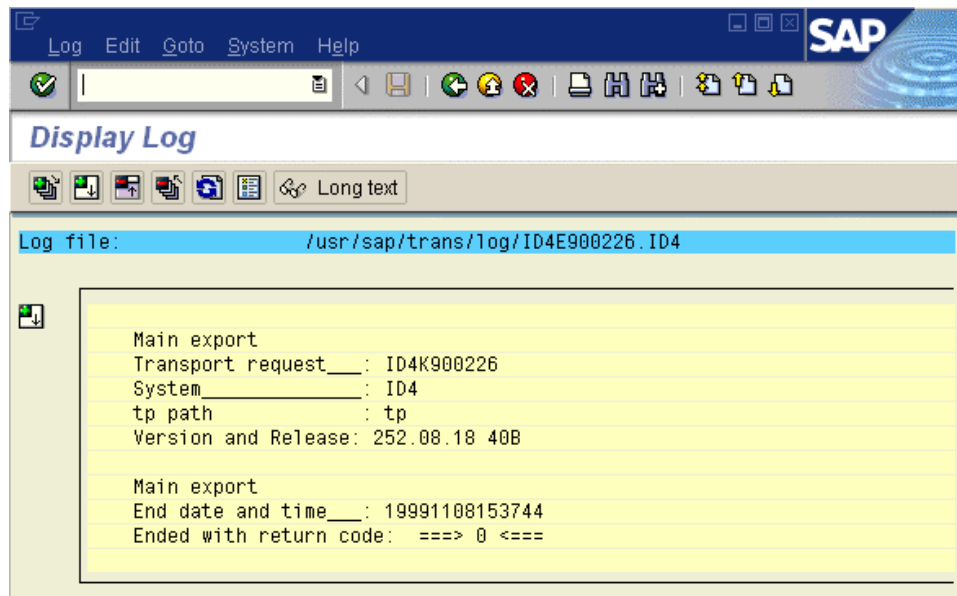 SAP
Log Edit Goto System Help
Display Log
Long text
Log file: /usr/sap/trans/log/ID4E900226.ID4
Main export
Transport request___: ID4K900226
System______________: ID4
tp path : tp
Version and Release: 252.08.18 40B
Main export
End date and time___: 19991108153744
Ended with return code: ===> 0 <===